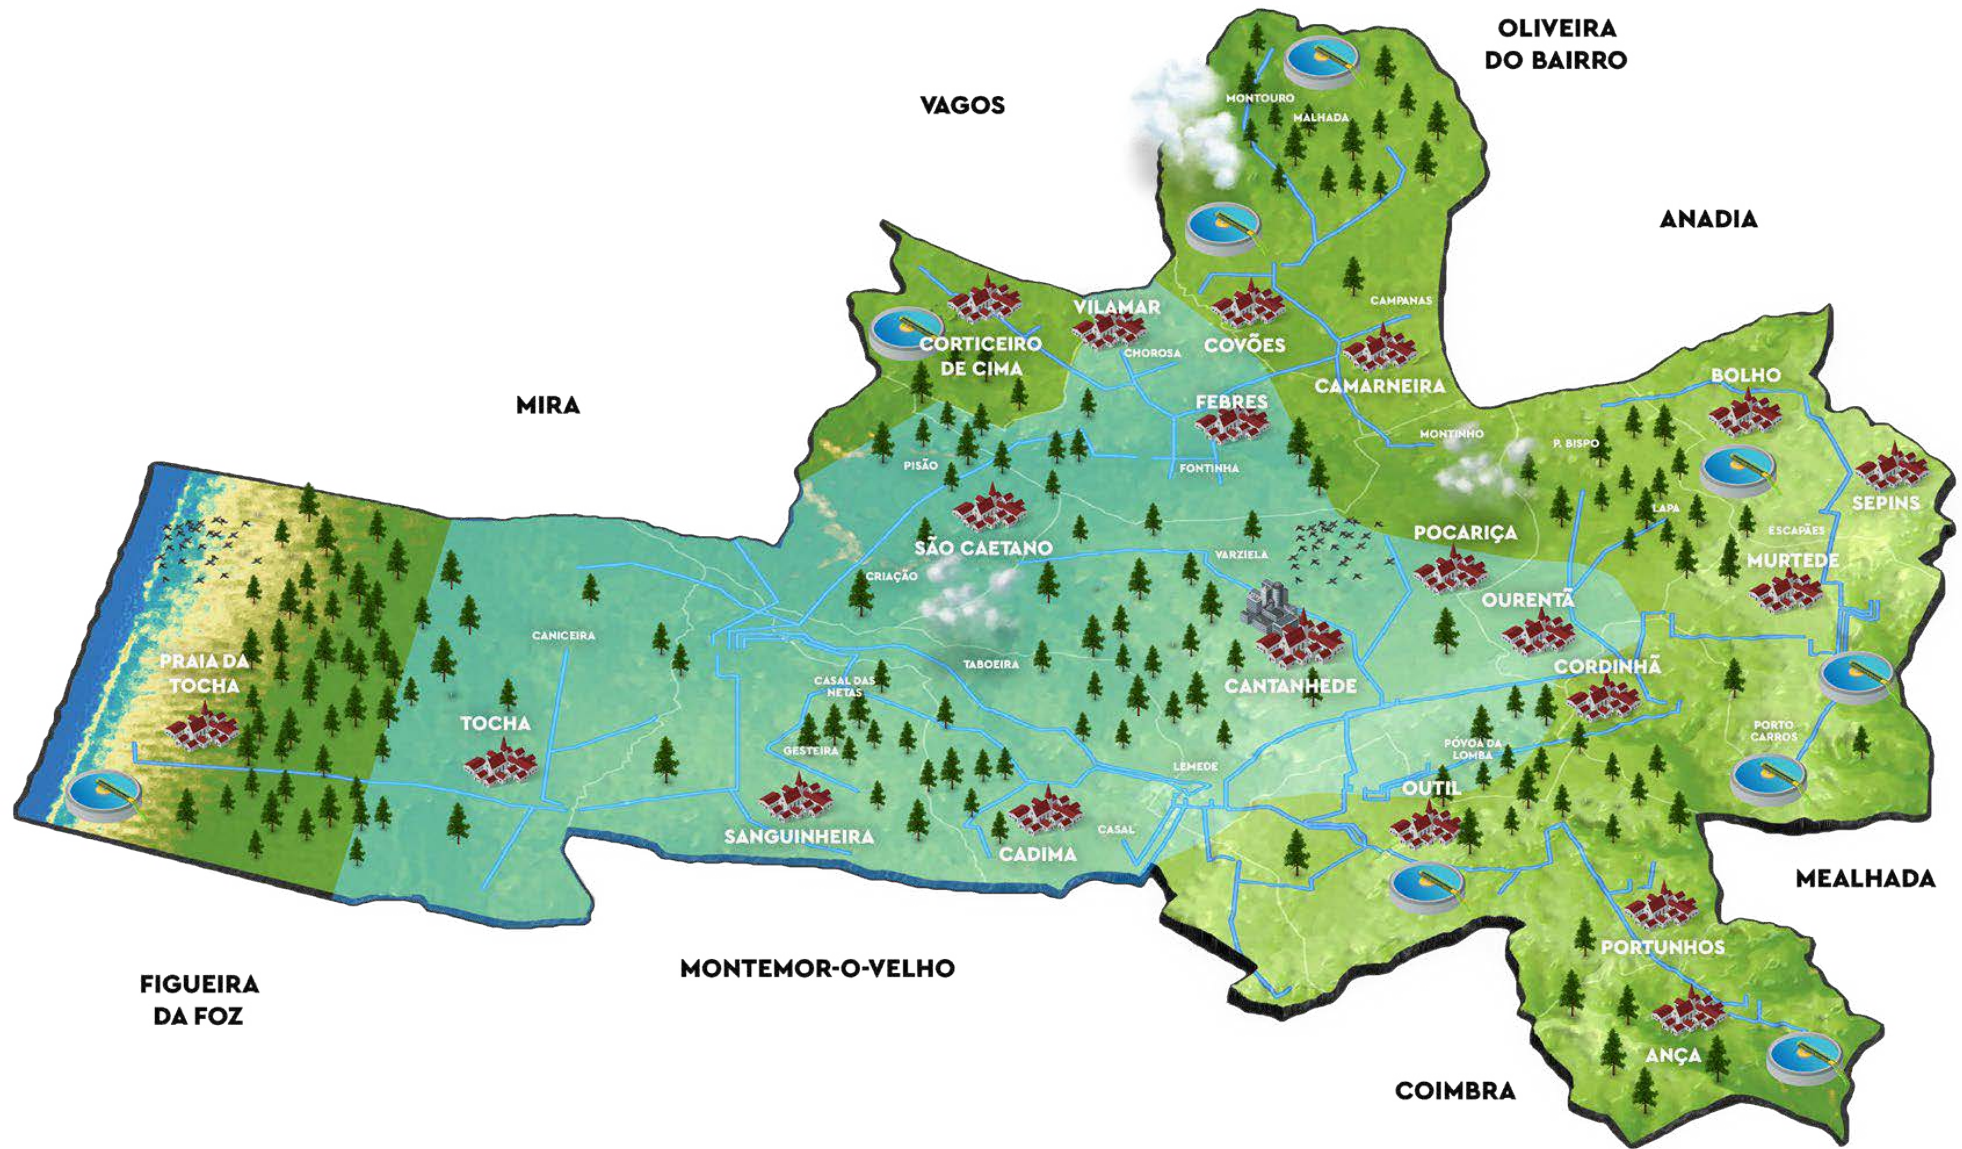 OLIVEIRA
DO BAIRRO
VAGOS
MONTOURO
MALHADA
ANADIA
CAMPANAS
VILAMAR
CORTICEIRO
DE CIMA
CHOROSA
COVÕES
CAMARNEIRA
BOLHO
MIRA
FEBRES
MONTINHO
P. BISPO
PISÃO
FONTINHA
SEPINS
LAPA
ESCAPÃES
POCARIÇA
SÃO CAETANO
VARZIELA
MURTEDE
CRIAÇÃO
OURENTÃ
CANICEIRA
PRAIA DA
TOCHA
TABOEIRA
CORDINHÃ
CASAL DAS
NETAS
CANTANHEDE
TOCHA
PORTO
CARROS
GESTEIRA
PÓVOA DA
LOMBA
LEMEDE
OUTIL
SANGUINHEIRA
CASAL
CADIMA
MEALHADA
PORTUNHOS
MONTEMOR-O-VELHO
FIGUEIRA
DA FOZ
ANÇA
COIMBRA